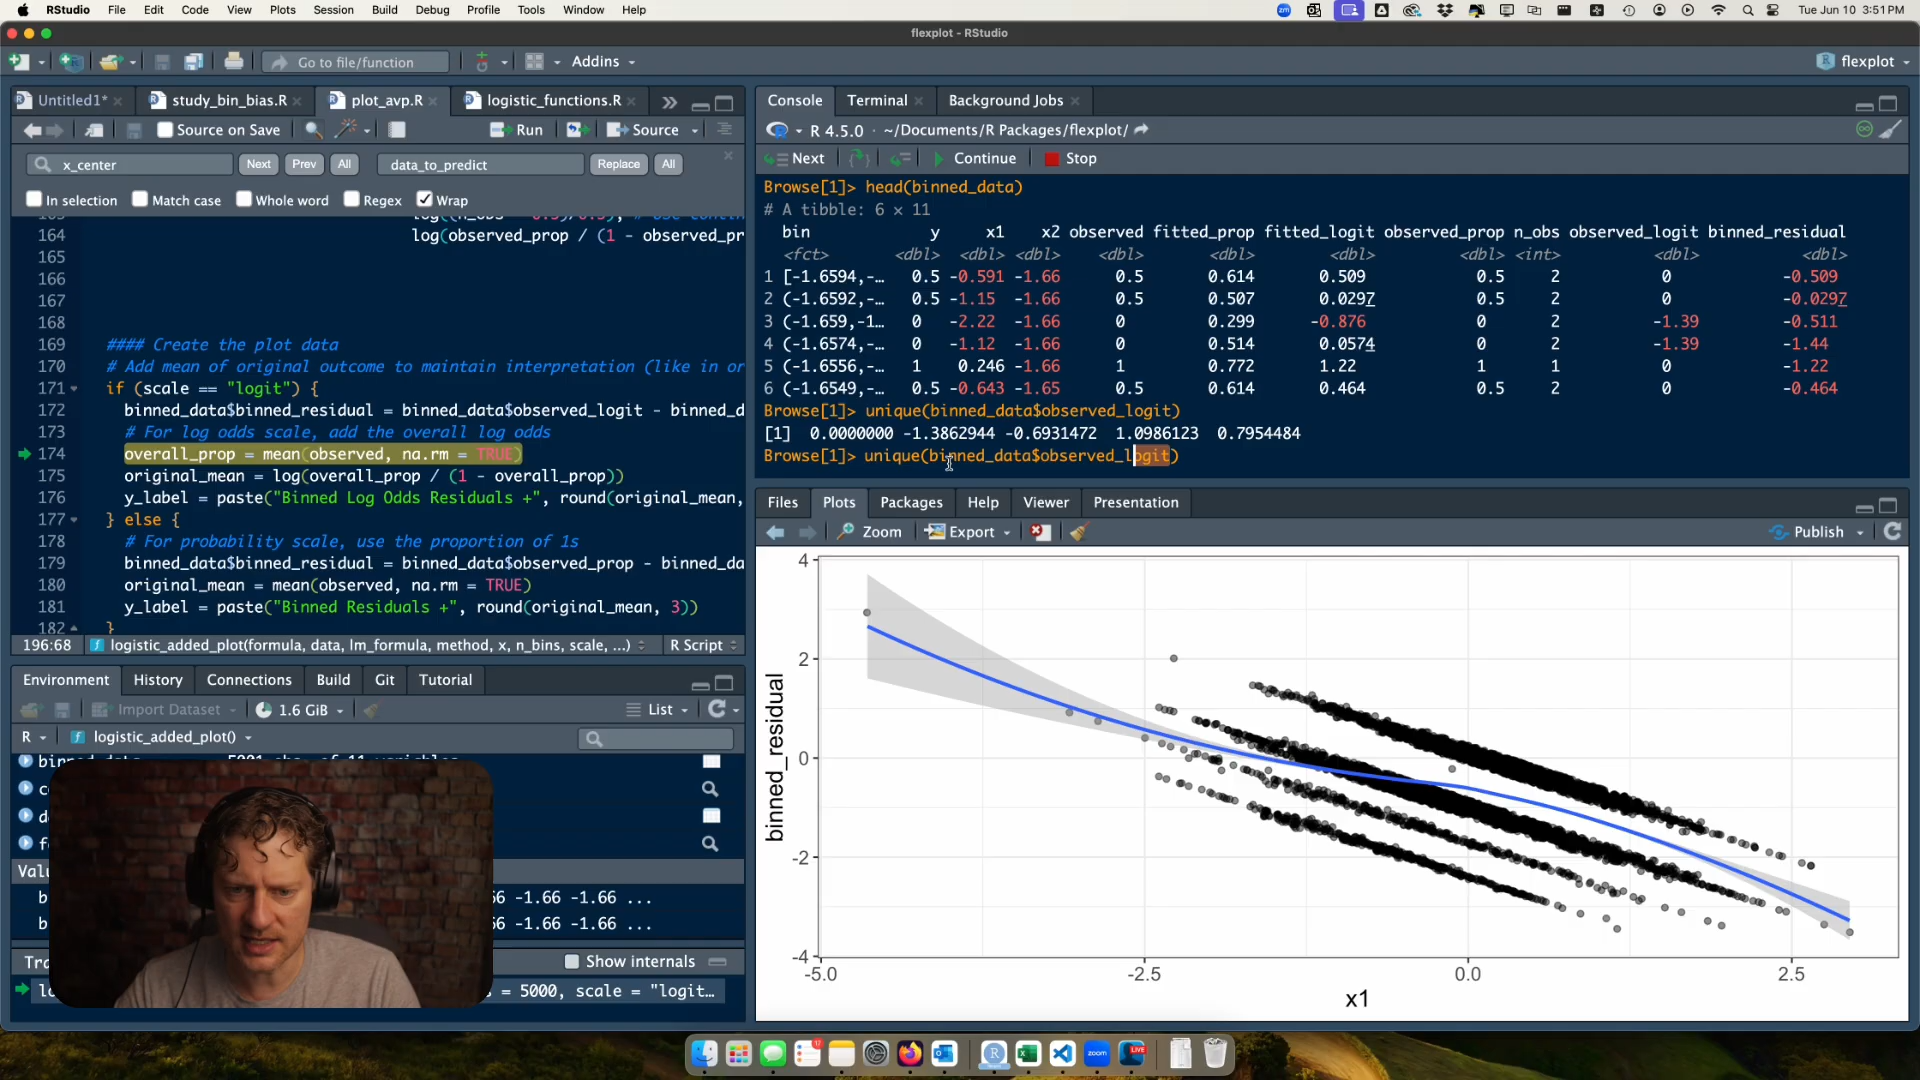 RStudio File Edit Code View Plots Session Build Debug Profile Tools Window Help
zm
Tue Jun 10 3:51 PM
flexplot - RStudio
Go to file/function
Addins
flexplot
Untitled1*
study_bin_bias.R
plot_avp.R
logistic_functions.R
Source on Save
Run
Source
x_center
Next
Prev
All
data_to_predict
Replace
All
In selection
Match case
Whole word
Regex
Wrap
164 log(observed_prop / (1 - observed_pr
165
166
167
168
169 #### Create the plot data
170 # Add mean of original outcome to maintain interpretation (like in or
171 if (scale == "logit") {
172 binned_data$binned_residual = binned_data$observed_logit - binned_d
173 # For log odds scale, add the overall log odds
174 overall_prop = mean(observed, na.rm = TRUE)
175 original_mean = log(overall_prop / (1 - overall_prop))
176 y_label = paste("Binned Log Odds Residuals +", round(original_mean,
177 } else {
178 # For probability scale, use the proportion of 1s
179 binned_data$binned_residual = binned_data$observed_prop - binned_da
180 original_mean = mean(observed, na.rm = TRUE)
181 y_label = paste("Binned Residuals +", round(original_mean, 3))
182 }
196:68 logistic_added_plot(formula, data, lm_formula, method, x, n_bins, scale, ...) R Script
Environment History Connections Build Git Tutorial
Import Dataset
1.6 GiB
List
R logistic_added_plot()
66 -1.66 -1.66 ...
66 -1.66 -1.66 ...
Show internals
= 5000, scale = "logit…
Console Terminal Background Jobs
R 4.5.0 · ~/Documents/R Packages/flexplot/
Next
Continue
Stop
Browse[1]> head(binned_data)
# A tibble: 6 × 11
bin y x1 x2 observed fitted_prop fitted_logit observed_prop n_obs observed_logit binned_residual
<fct> <dbl> <dbl> <dbl> <dbl> <dbl> <dbl> <dbl> <int> <dbl> <dbl>
1 [-1.6594,-… 0.5 -0.591 -1.66 0.5 0.614 0.509 0.5 2 0 -0.509
2 (-1.6592,-… 0.5 -1.15 -1.66 0.5 0.507 0.0297 0.5 2 0 -0.0297
3 (-1.659,-1… 0 -2.22 -1.66 0 0.299 -0.876 0 2 -1.39 -0.511
4 (-1.6574,-… 0 -1.12 -1.66 0 0.514 0.0574 0 2 -1.39 -1.44
5 (-1.6556,-… 1 0.246 -1.66 1 0.772 1.22 1 1 0 -1.22
6 (-1.6549,-… 0.5 -0.643 -1.65 0.5 0.614 0.464 0.5 2 0 -0.464
Browse[1]> unique(binned_data$observed_logit)
[1] 0.0000000 -1.3862944 -0.6931472 1.0986123 0.7954484
Browse[1]> unique(binned_data$observed_logit)
Files Plots Packages Help Viewer Presentation
Zoom
Export
Publish
4
2
0
-2
-4
binned_residual
-5.0
-2.5
0.0
2.5
x1
17
zoom
LIVE